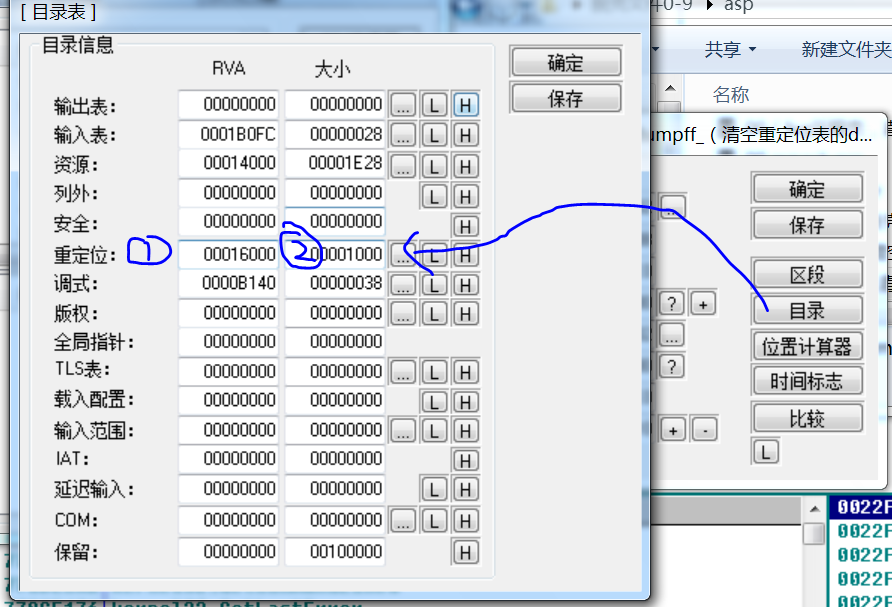 [ 目录表 ]
0-9 ▸ asp
共享
新建文件夹
名称
目录信息
RVA 大小
确定
保存
输出表: 00000000 00000000 ... L H
输入表: 0001B0FC 00000028 ... L H
资源: 00014000 00001E28 ... L H
列外: 00000000 00000000 L H
安全: 00000000 00000000 H
重定位: 1 00016000 2 00001000 ... L H
调式: 0000B140 00000038 ... L H
版权: 00000000 00000000 ... L H
全局指针: 00000000 00000000
TLS表: 00000000 00000000 ... L H
载入配置: 00000000 00000000 L H
输入范围: 00000000 00000000 ... L H
IAT: 00000000 00000000 H
延迟输入: 00000000 00000000 L H
COM: 00000000 00000000 ... L H
保留: 00000000 00100000 H
umpff_ ( 清空重定位表的d...
确定
保存
区段
? +
目录
...
位置计算器
?
时间标志
比较
+ -
L
0022F
0022F
0022F
0022F
0022F